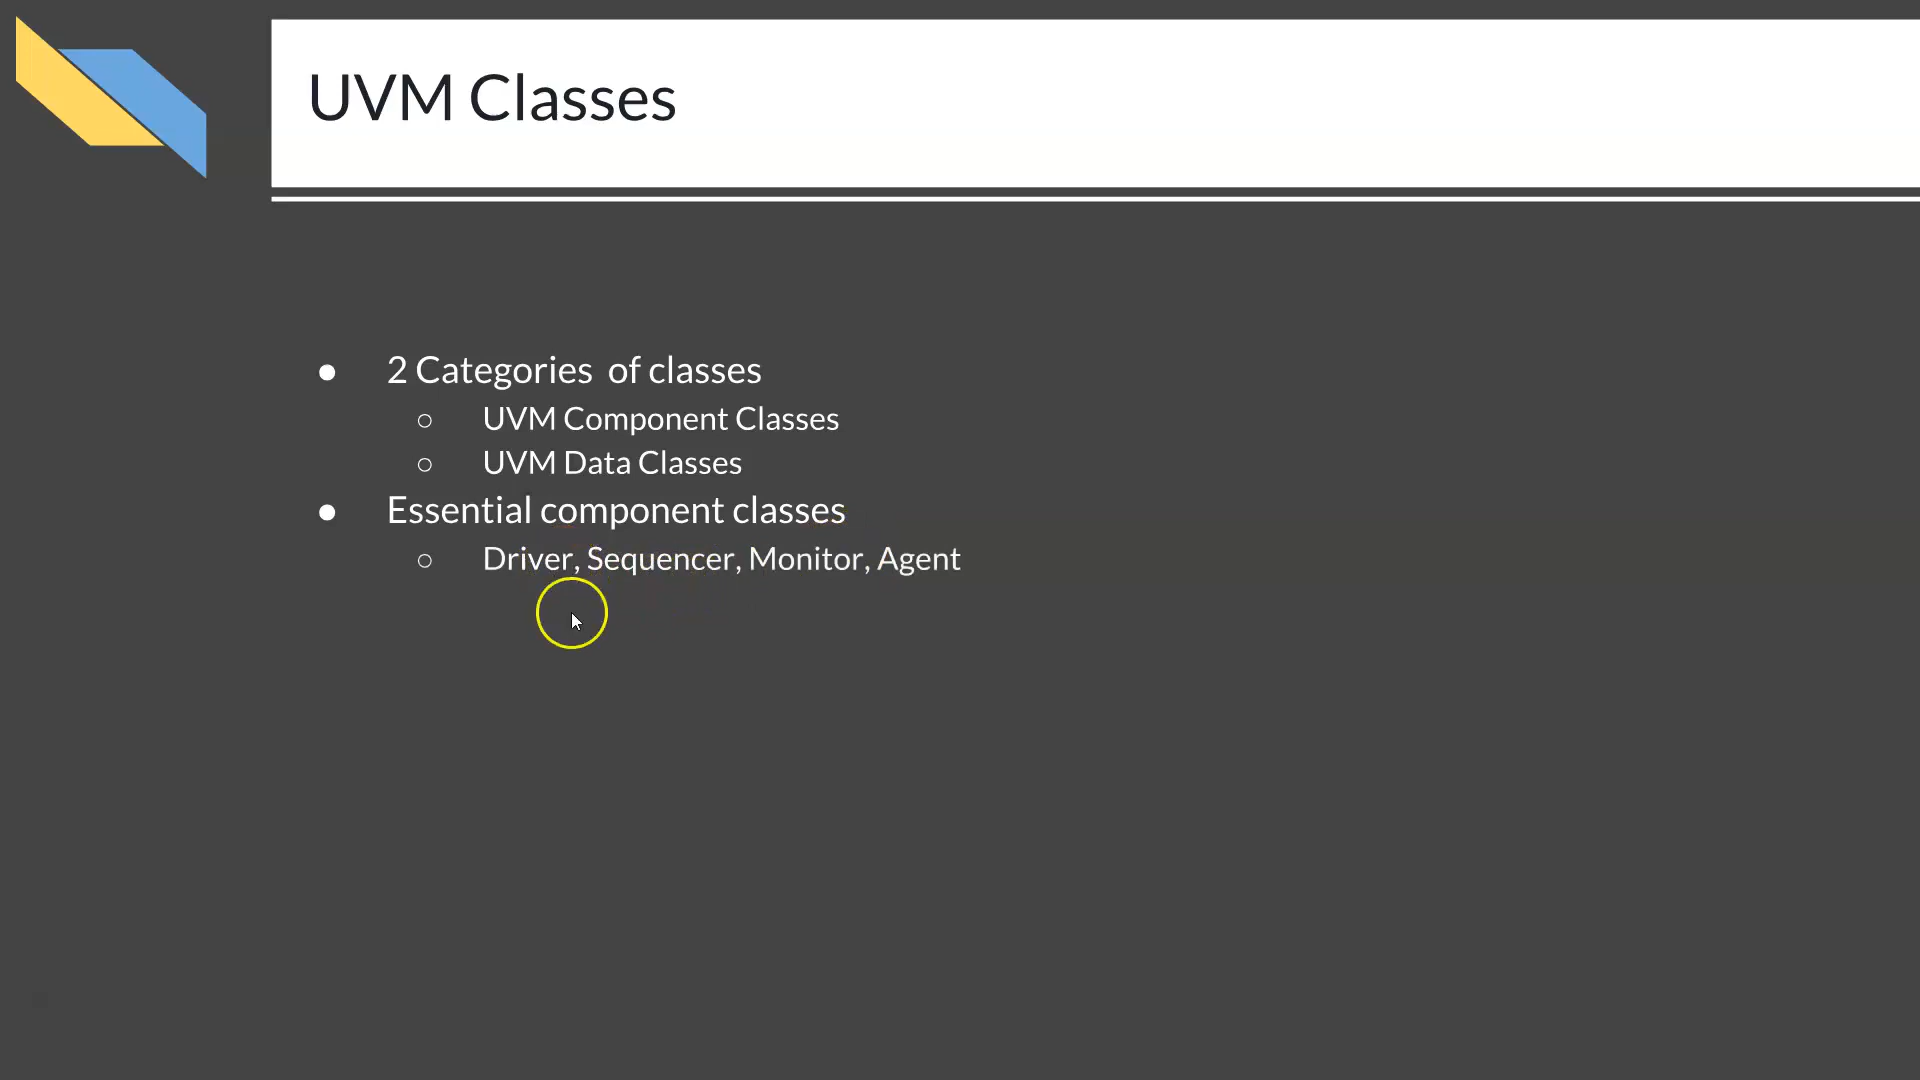 UVM Classes
● 2 Categories of classes
○ UVM Component Classes
○ UVM Data Classes
● Essential component classes
○ Driver, Sequencer, Monitor, Agent